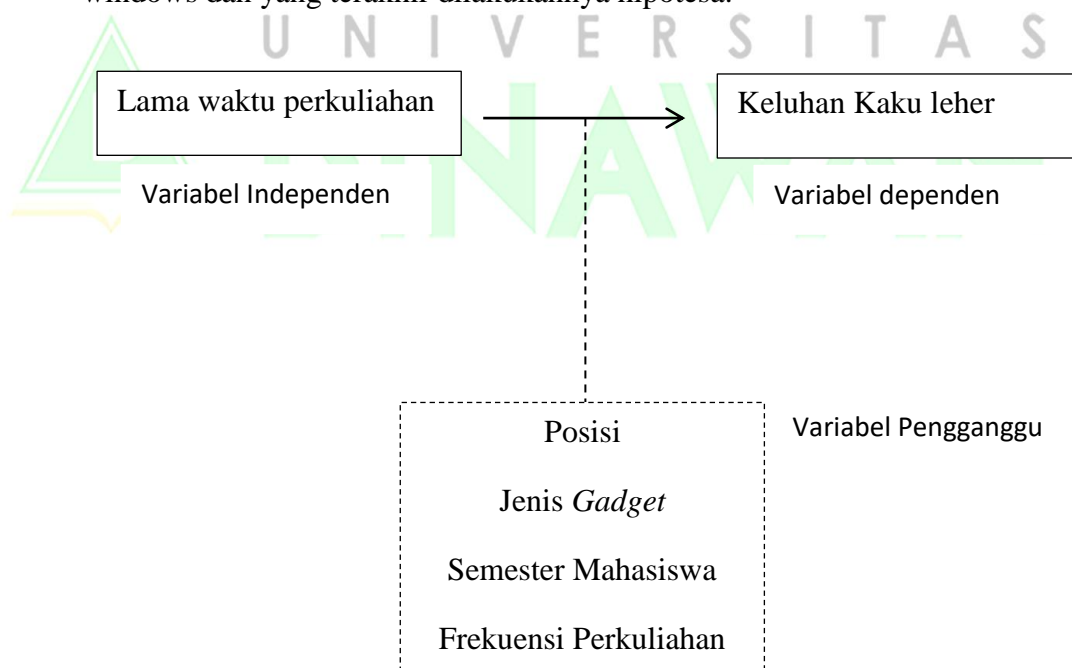 windows dan yang terakhir dilakukannya hipotesa.
UNIVERSITAS
Lama waktu perkuliahan
Keluhan Kaku leher
Variabel Independen
Variabel dependen
Posisi
Variabel Pengganggu
Jenis Gadget
Semester Mahasiswa
Frekuensi Perkuliahan